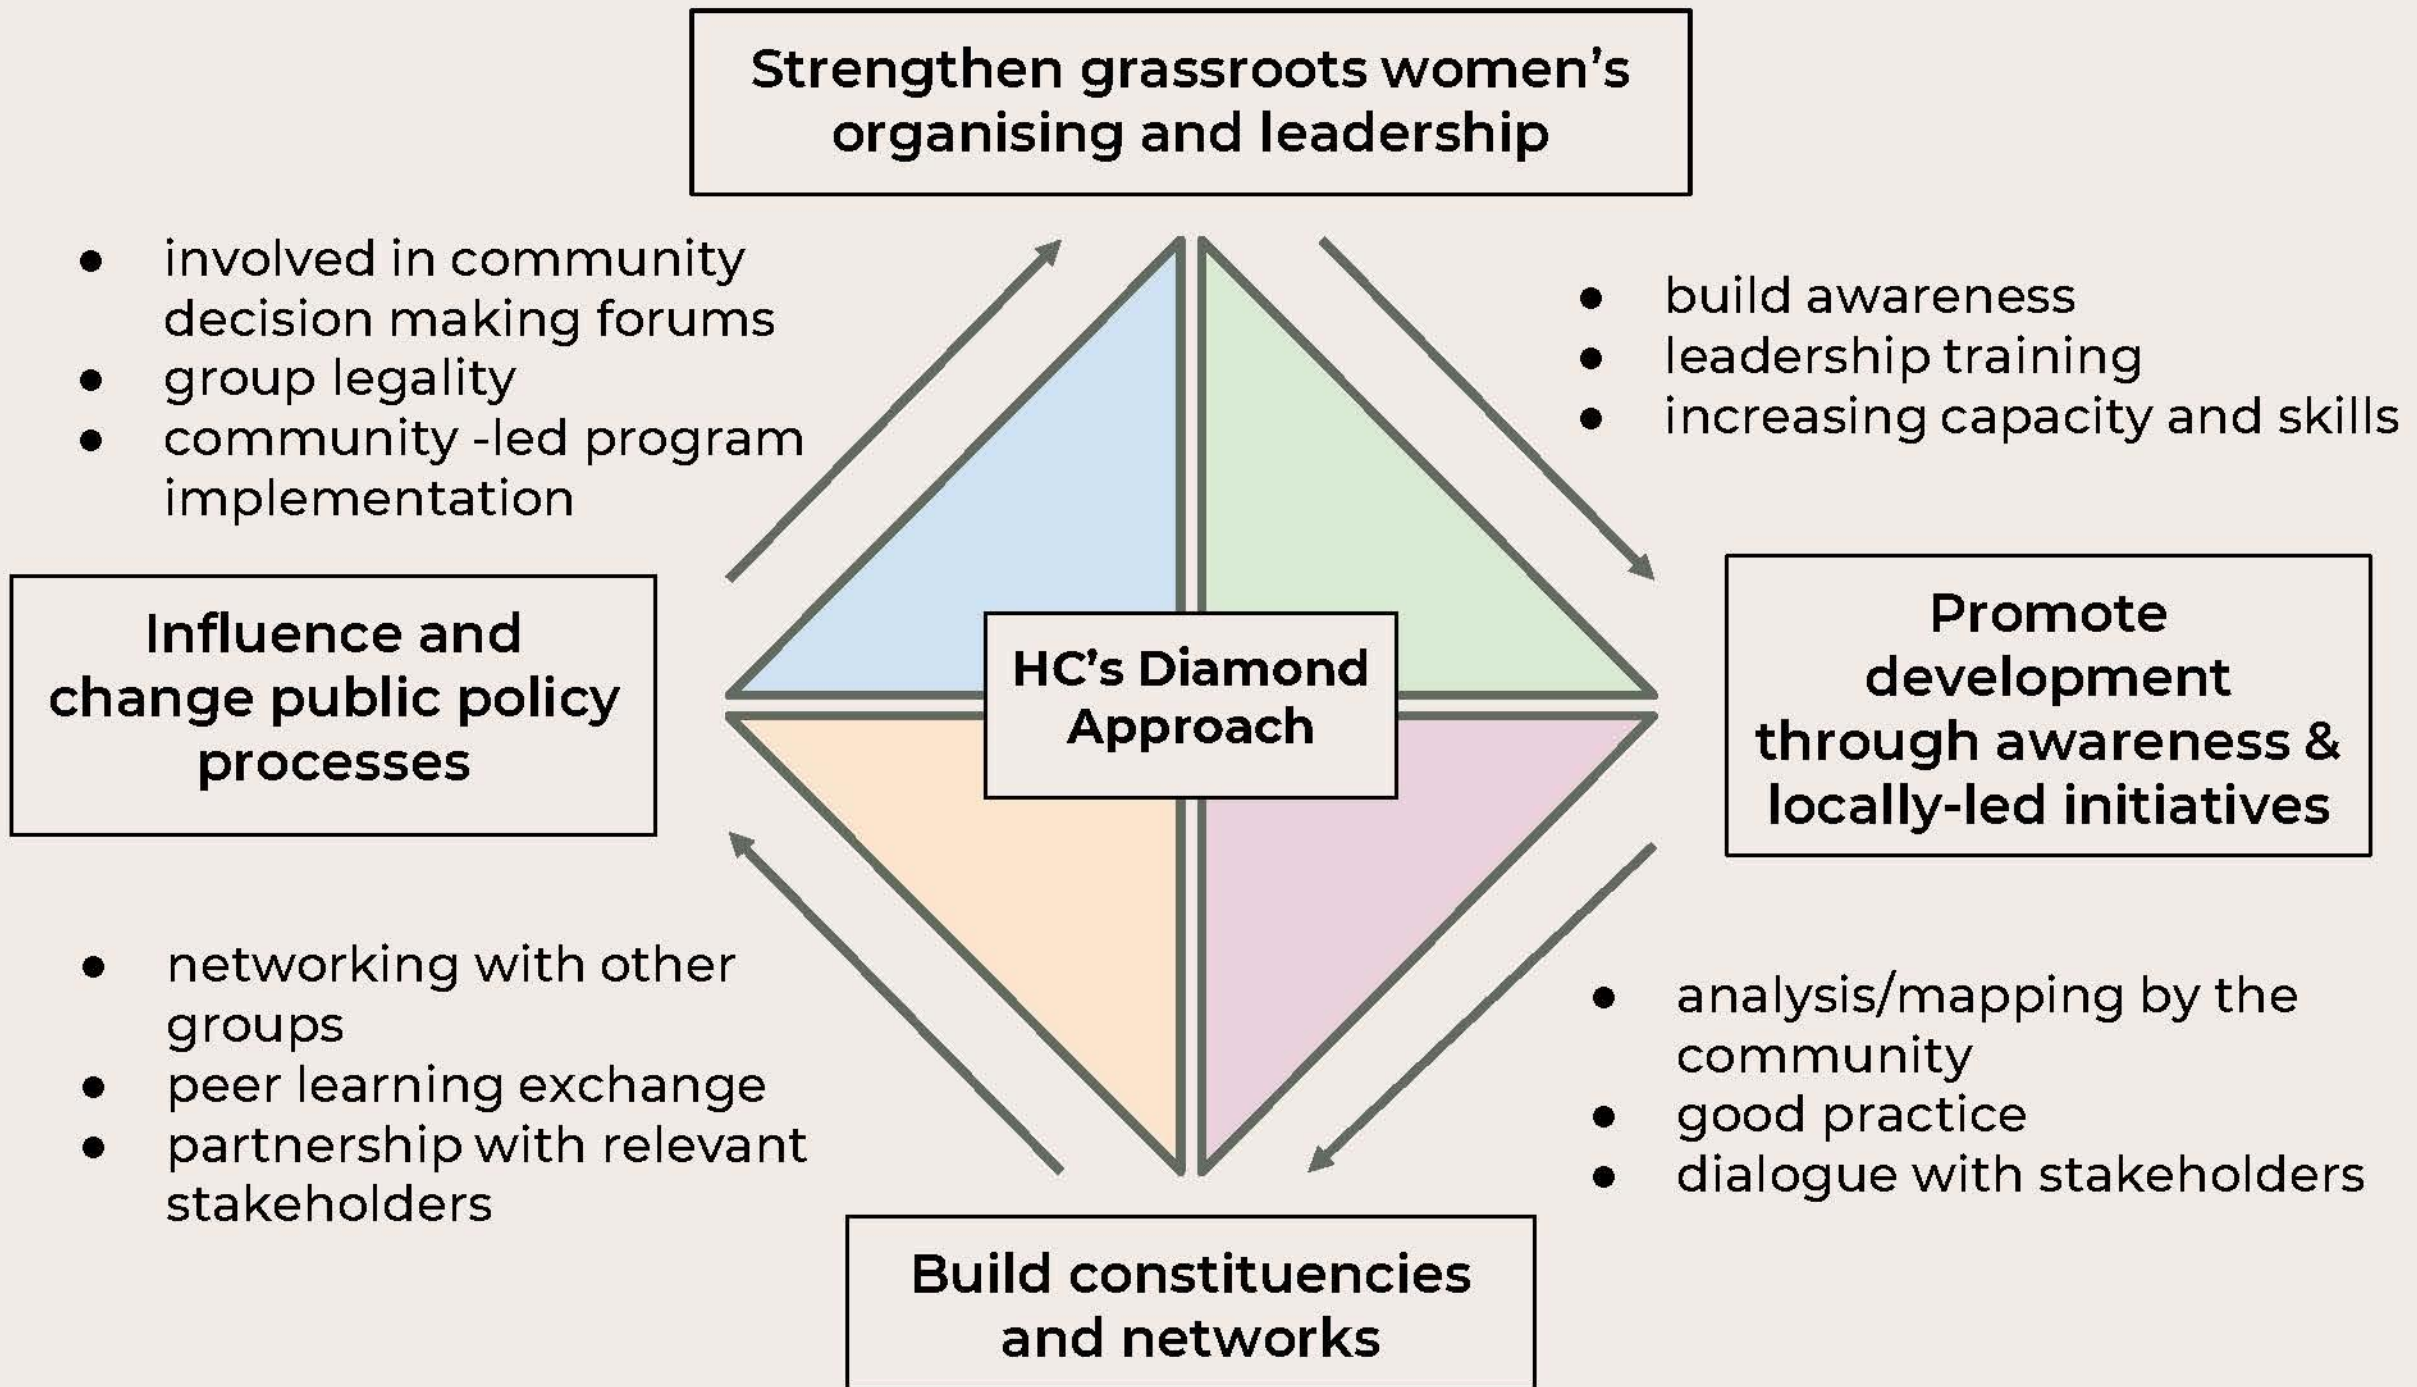 Strengthen grassroots women's
organising and leadership
● involved in community
decision making forums
● group legality
● community -led program
implementation
● build awareness
● leadership training
● increasing capacity and skills
Influence and
change public policy
processes
HC's Diamond
Approach
Promote
development
through awareness &
locally-led initiatives
● networking with other
groups
● peer learning exchange
● partnership with relevant
stakeholders
● analysis/mapping by the
community
● good practice
● dialogue with stakeholders
Build constituencies
and networks